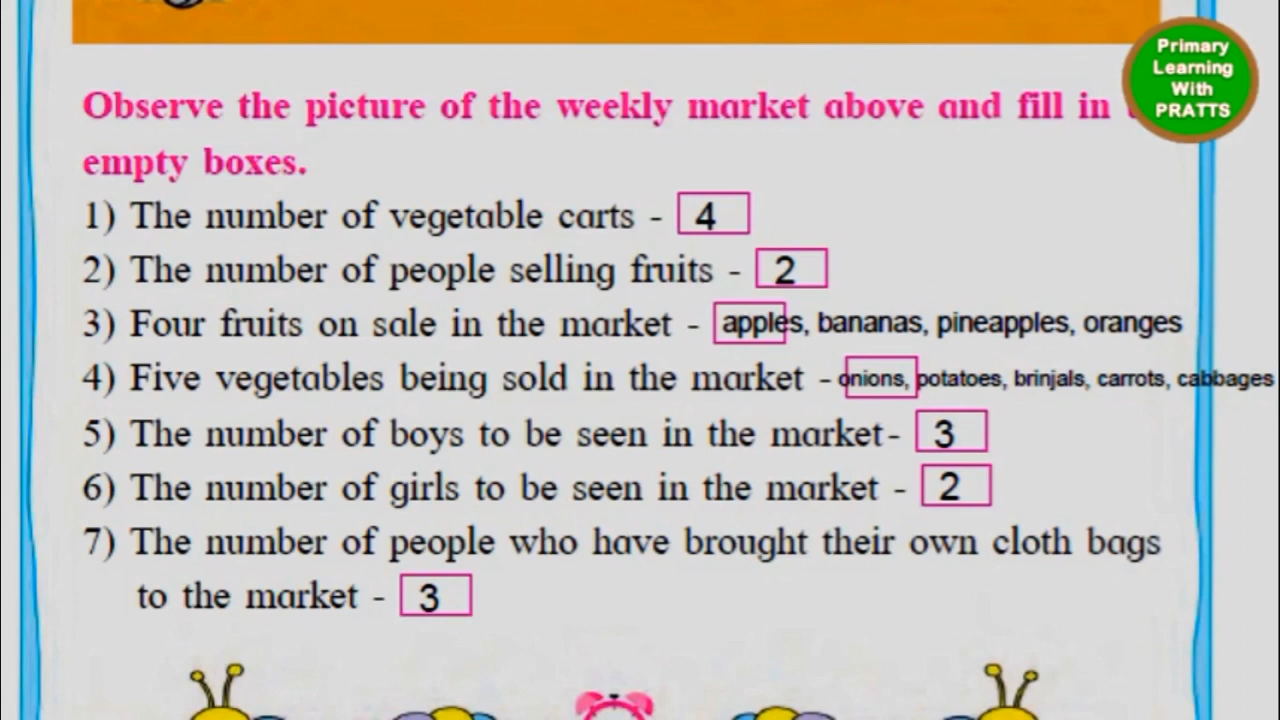 Primary
Learning
With
PRATTS
Observe the picture of the weekly market above and fill in
empty boxes.
1) The number of vegetable carts - 4
2) The number of people selling fruits - 2
3) Four fruits on sale in the market - apples, bananas, pineapples, oranges
4) Five vegetables being sold in the market - onions, potatoes, brinjals, carrots, cabbages
5) The number of boys to be seen in the market- 3
6) The number of girls to be seen in the market - 2
7) The number of people who have brought their own cloth bags
to the market - 3